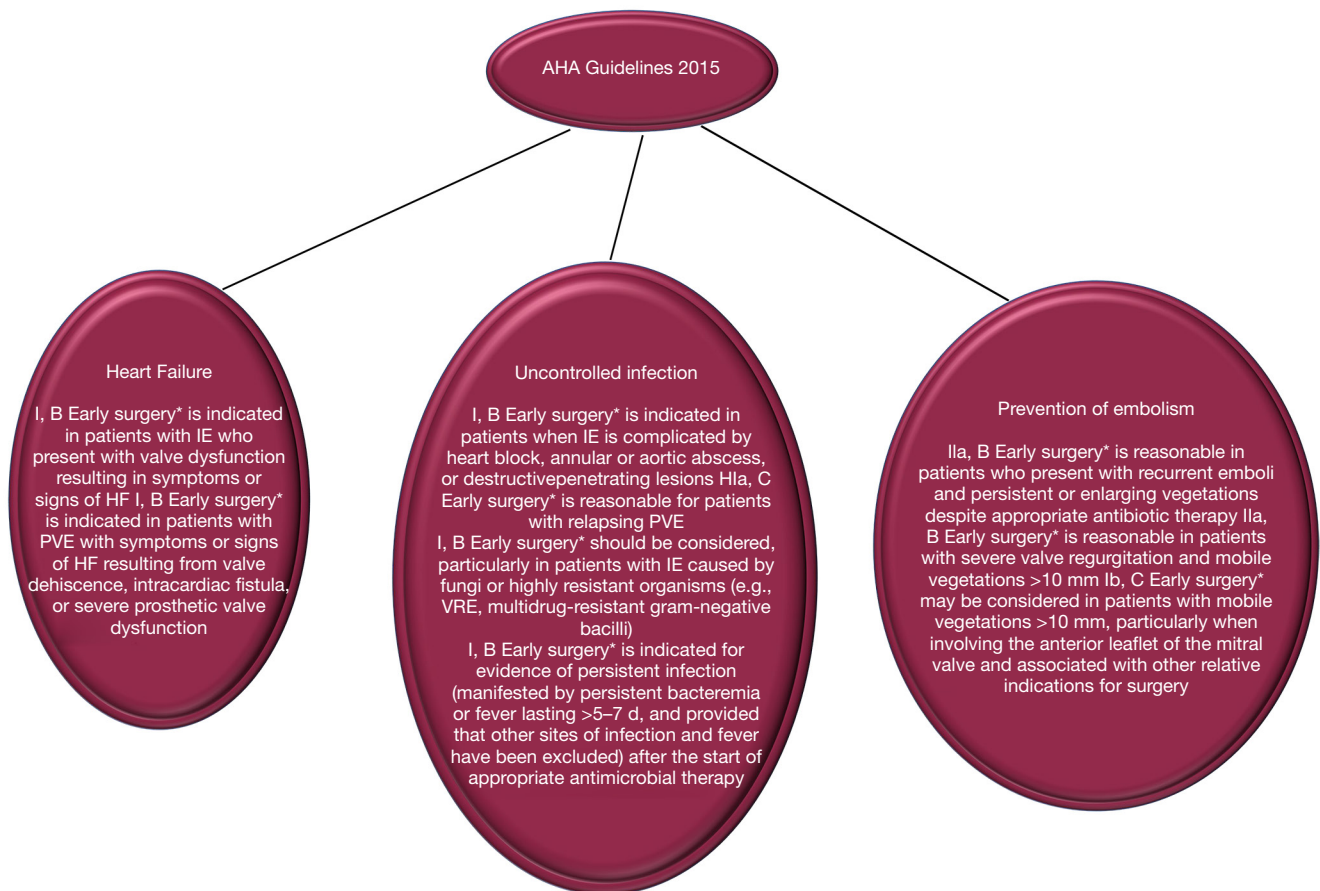 AHA Guidelines 2015
Heart Failure
I, B Early surgery* is indicated
in patients with IE who
present with valve dysfunction
resulting in symptoms or
signs of HF I, B Early surgery*
is indicated in patients with
PVE with symptoms or signs
of HF resulting from valve
dehiscence, intracardiac fistula,
or severe prosthetic valve
dysfunction
Uncontrolled infection
I, B Early surgery* is indicated in
patients when IE is complicated by
heart block, annular or aortic abscess,
or destructivepenetrating lesions HIa, C
Early surgery* is reasonable for patients
with relapsing PVE
I, B Early surgery* should be considered,
particularly in patients with IE caused by
fungi or highly resistant organisms (e.g.,
VRE, multidrug-resistant gram-negative
bacilli)
I, B Early surgery* is indicated for
evidence of persistent infection
(manifested by persistent bacteremia
or fever lasting >5–7 d, and provided
that other sites of infection and fever
have been excluded) after the start of
appropriate antimicrobial therapy
Prevention of embolism
IIa, B Early surgery* is reasonable in
patients who present with recurrent emboli
and persistent or enlarging vegetations
despite appropriate antibiotic therapy IIa,
B Early surgery* is reasonable in patients
with severe valve regurgitation and mobile
vegetations >10 mm Ib, C Early surgery*
may be considered in patients with mobile
vegetations >10 mm, particularly when
involving the anterior leaflet of the mitral
valve and associated with other relative
indications for surgery